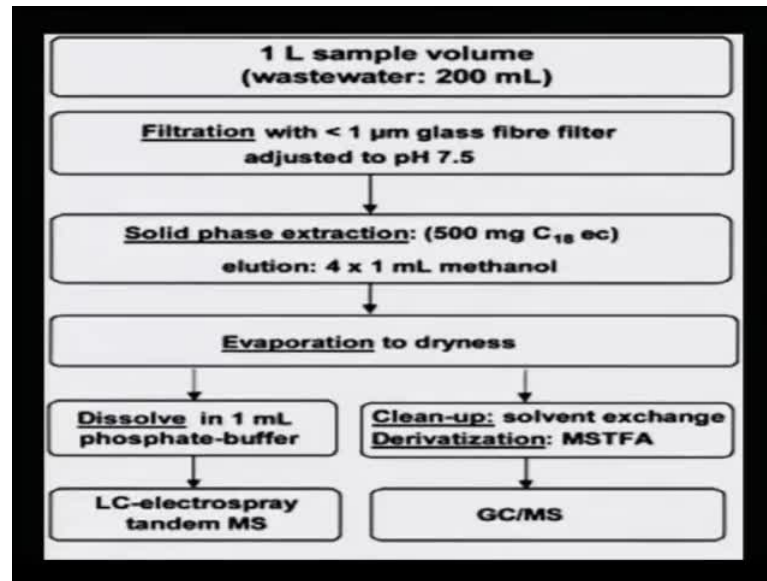 1 L sample volume
(wastewater: 200 mL)
Filtration with < 1 µm glass fibre filter
adjusted to pH 7.5
Solid phase extraction: (500 mg C₁₈ ec)
elution: 4 x 1 mL methanol
Evaporation to dryness
Dissolve in 1 mL
phosphate-buffer
Clean-up: solvent exchange
Derivatization: MSTFA
LC-electrospray
tandem MS
GC/MS